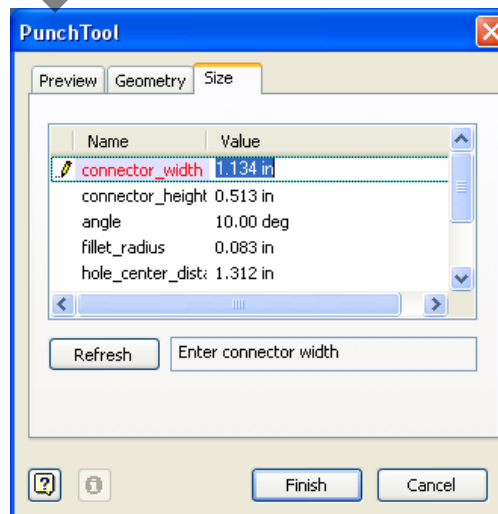 PunchTool
Preview Geometry Size
Name Value
connector_width 1.134 in
connector_height 0.513 in
angle 10.00 deg
fillet_radius 0.083 in
hole_center_dist 1.312 in
Refresh Enter connector width
Finish Cancel